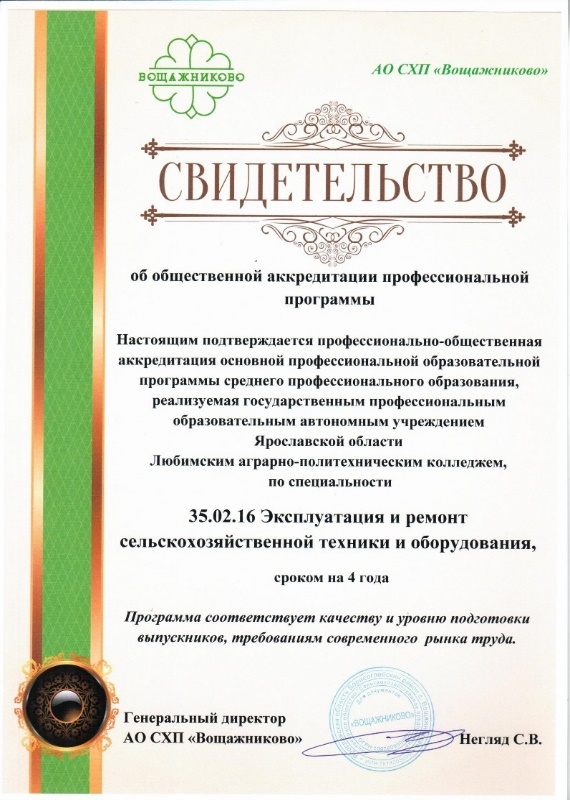 ВОЩАЖНИКОВО
АО СХП «Вощажниково»
СВИДЕТЕЛЬСТВО
об общественной аккредитации профессиональной
программы
Настоящим подтверждается профессионально-общественная
аккредитация основной профессиональной образовательной
программы среднего профессионального образования,
реализуемая государственным профессиональным
образовательным автономным учреждением
Ярославской области
Любимским аграрно-политехническим колледжем,
по специальности
35.02.16 Эксплуатация и ремонт
сельскохозяйственной техники и оборудования,
сроком на 4 года
Программа соответствует качеству и уровню подготовки
выпускников, требованиям современного рынка труда.
Для документов
«ВОЩАЖНИКОВО»
Генеральный директор
АО СХП «Вощажниково»
Негляд С.В.